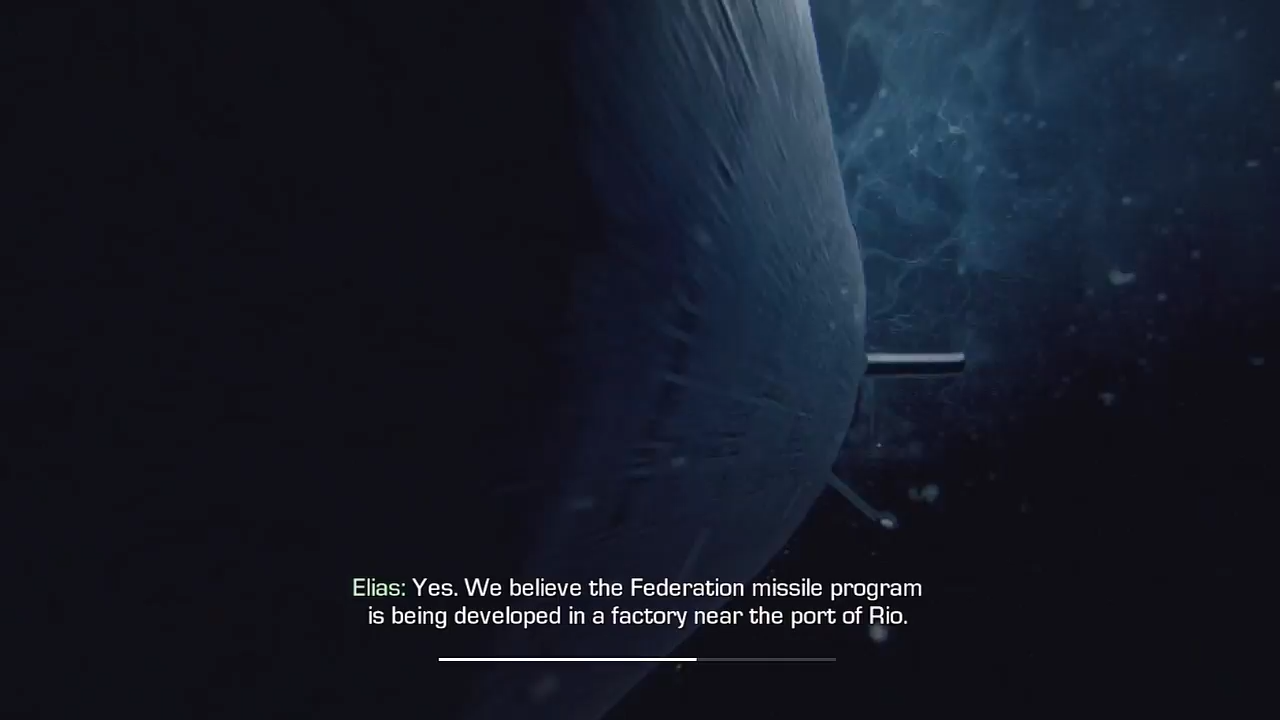 Elias: Yes. We believe the Federation missile program
is being developed in a factory near the port of Rio.